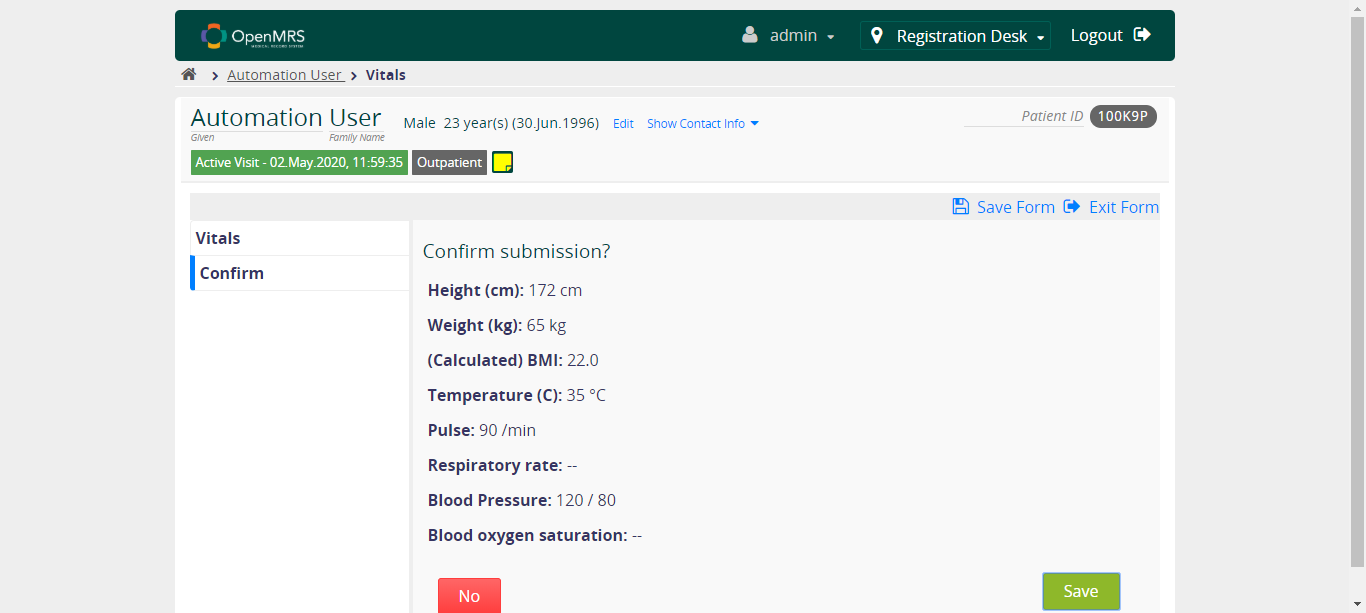 OpenMRS
MEDICAL RECORD SYSTEM
admin
Registration Desk
Logout
Automation User
Vitals
Automation User
Given
Family Name
Male 23 year(s) (30.Jun.1996)
Edit
Show Contact Info
Patient ID
100K9P
Active Visit - 02.May.2020, 11:59:35
Outpatient
Save Form
Exit Form
Vitals
Confirm
Confirm submission?
Height (cm): 172 cm
Weight (kg): 65 kg
(Calculated) BMI: 22.0
Temperature (C): 35 °C
Pulse: 90 /min
Respiratory rate: --
Blood Pressure: 120 / 80
Blood oxygen saturation: --
No
Save